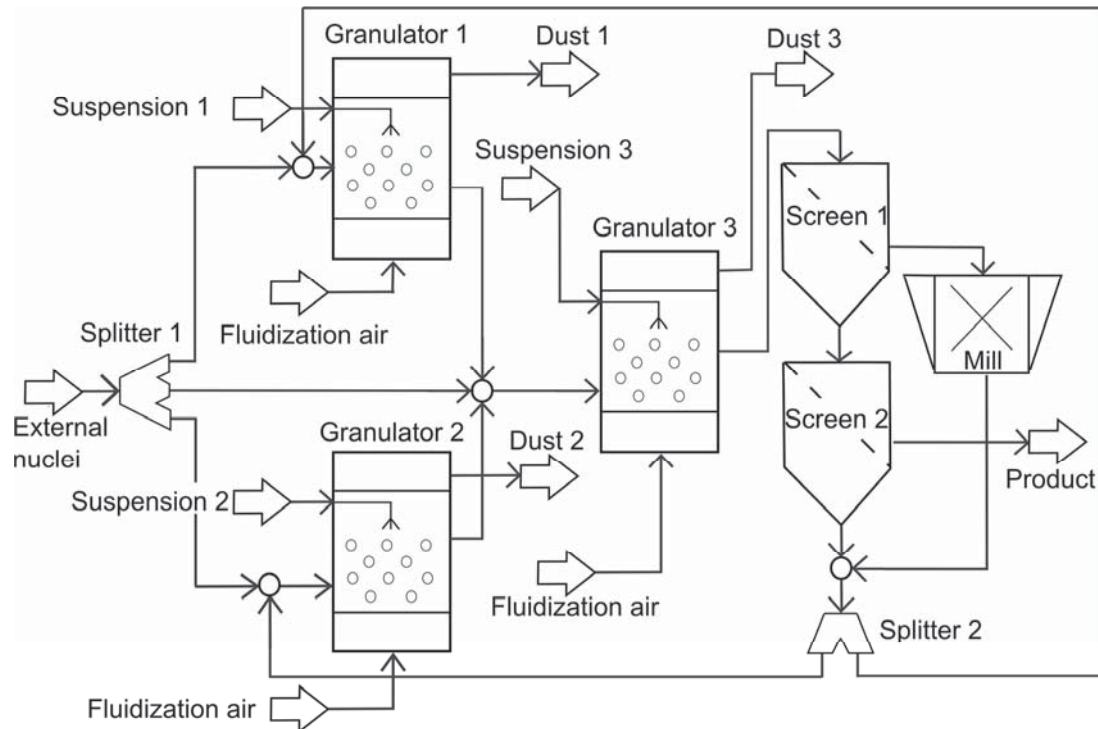 Granulator 1
Dust 1
Dust 3
Suspension 1
Suspension 3
Screen 1
Granulator 3
Fluidization air
Splitter 1
Mill
External
nuclei
Granulator 2
Dust 2
Screen 2
Product
Suspension 2
Fluidization air
Splitter 2
Fluidization air